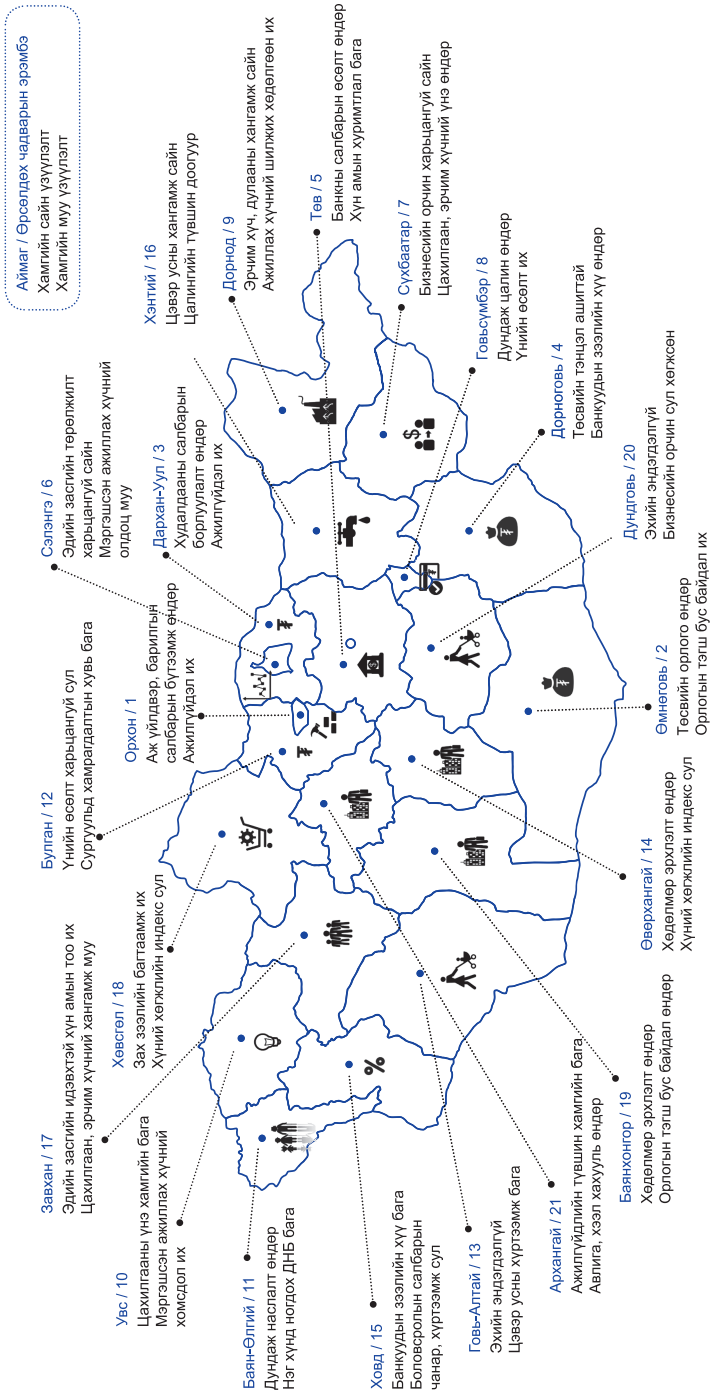 Аймаг / Өрсөлдөх чадварын эрэмбэ
Хамгийн сайн үзүүлэлт
Хамгийн муу үзүүлэлт
Завхан / 17
Эдийн засгийн идэвхтэй хүн амын тоо их
Цахилгаан, эрчим хүчний хангамж муу
Булган / 12
Үнийн өсөлт харьцангуй сул
Сургуульд хамрагдалтын хувь бага
Сэлэнгэ / 6
Эдийн засгийн төрөлжилт
харьцангуй сайн
Мэргэшсэн ажиллах хүчний
олдоц муу
Хэнтий / 16
Цэвэр усны хангамж сайн
Цалингийн түвшин доогуур
Увс / 10
Цахилгааны үнэ хамгийн бага
Мэргэшсэн ажиллах хүчний
хомсдол их
Хөвсгөл / 18
Зах зээлийн багтаамж их
Хүний хөгжлийн индекс сул
Орхон / 1
Аж үйлдвэр, барилгын
салбарын бүтээмж өндөр
Ажилгүйдэл их
Дархан-Уул / 3
Худалдааны салбарын
борлуулалт өндөр
Ажилгүйдэл их
Дорнод / 9
Эрчим хүч, дулааны хангамж сайн
Ажиллах хүчний шилжих хөдөлгөөн их
Төв / 5
Банкны салбарын өсөлт өндөр
Хүн амын хуримтлал бага
Баян-Өлгий / 11
Дундаж наслалт өндөр
Нэг хүнд ногдох ДНБ бага
Сүхбаатар / 7
Бизнесийн орчин харьцангуй сайн
Цахилгаан, эрчим хүчний үнэ өндөр
Ховд / 15
Банкуудын зээлийн хүү бага
Боловсролын салбарын
чанар, хүртээмж сул
Говьсүмбэр / 8
Дундаж цалин өндөр
Үнийн өсөлт их
Говь-Алтай / 13
Эхийн эндэгдэлгүй
Цэвэр усны хүртээмж бага
Архангай / 21
Ажилгүйдлийн түвшин хамгийн бага
Авлига, хээл хахууль өндөр
Баянхонгор / 19
Хөдөлмөр эрхлэлт өндөр
Орлогын тэгш бус байдал өндөр
Өвөрхангай / 14
Хөдөлмөр эрхлэлт өндөр
Хүний хөгжлийн индекс сул
Өмнөговь / 2
Төсвийн орлого өндөр
Орлогын тэгш бус байдал их
Дундговь / 20
Эхийн эндэгдэлгүй
Бизнесийн орчин сул хөгжсөн
Дорноговь / 4
Төсвийн тэнцэл ашигтай
Банкуудын зээлийн хүү өндөр